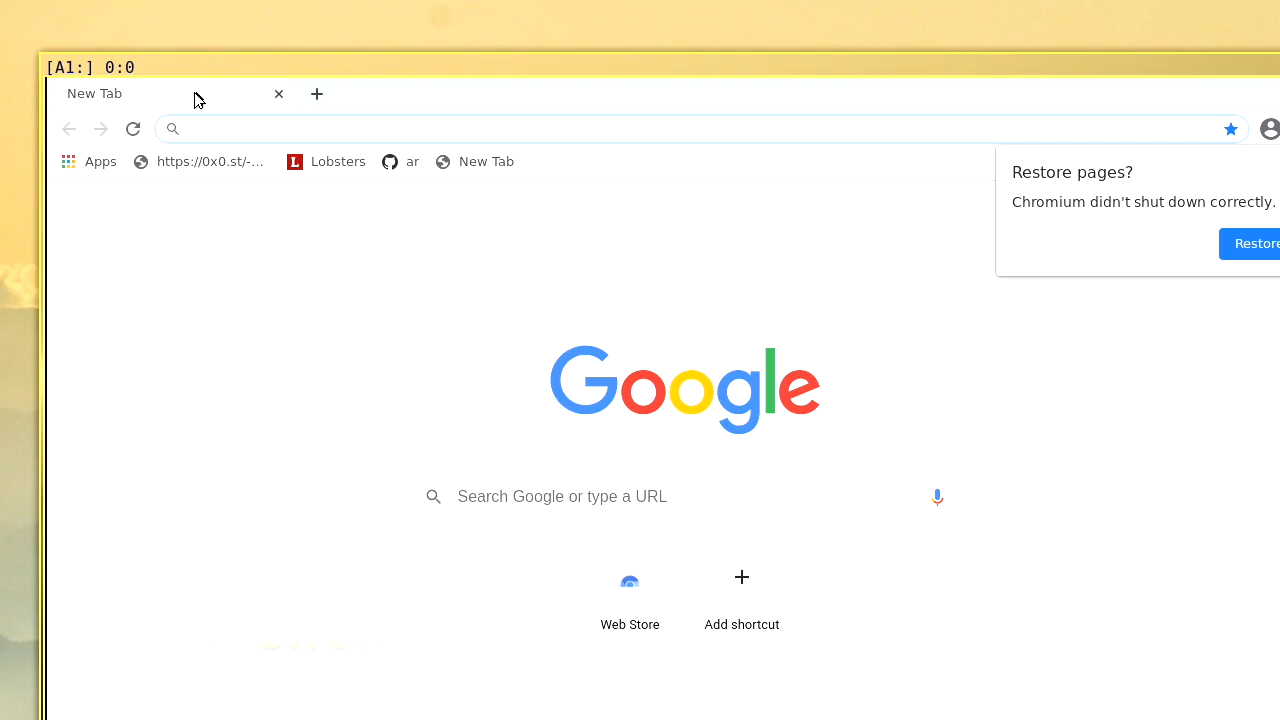 [A1:] 0:0
New Tab
Apps https://0x0.st/-... Lobsters ar New Tab
Restore pages?
Chromium didn't shut down correctly.
Restore
Google
Search Google or type a URL
Web Store Add shortcut